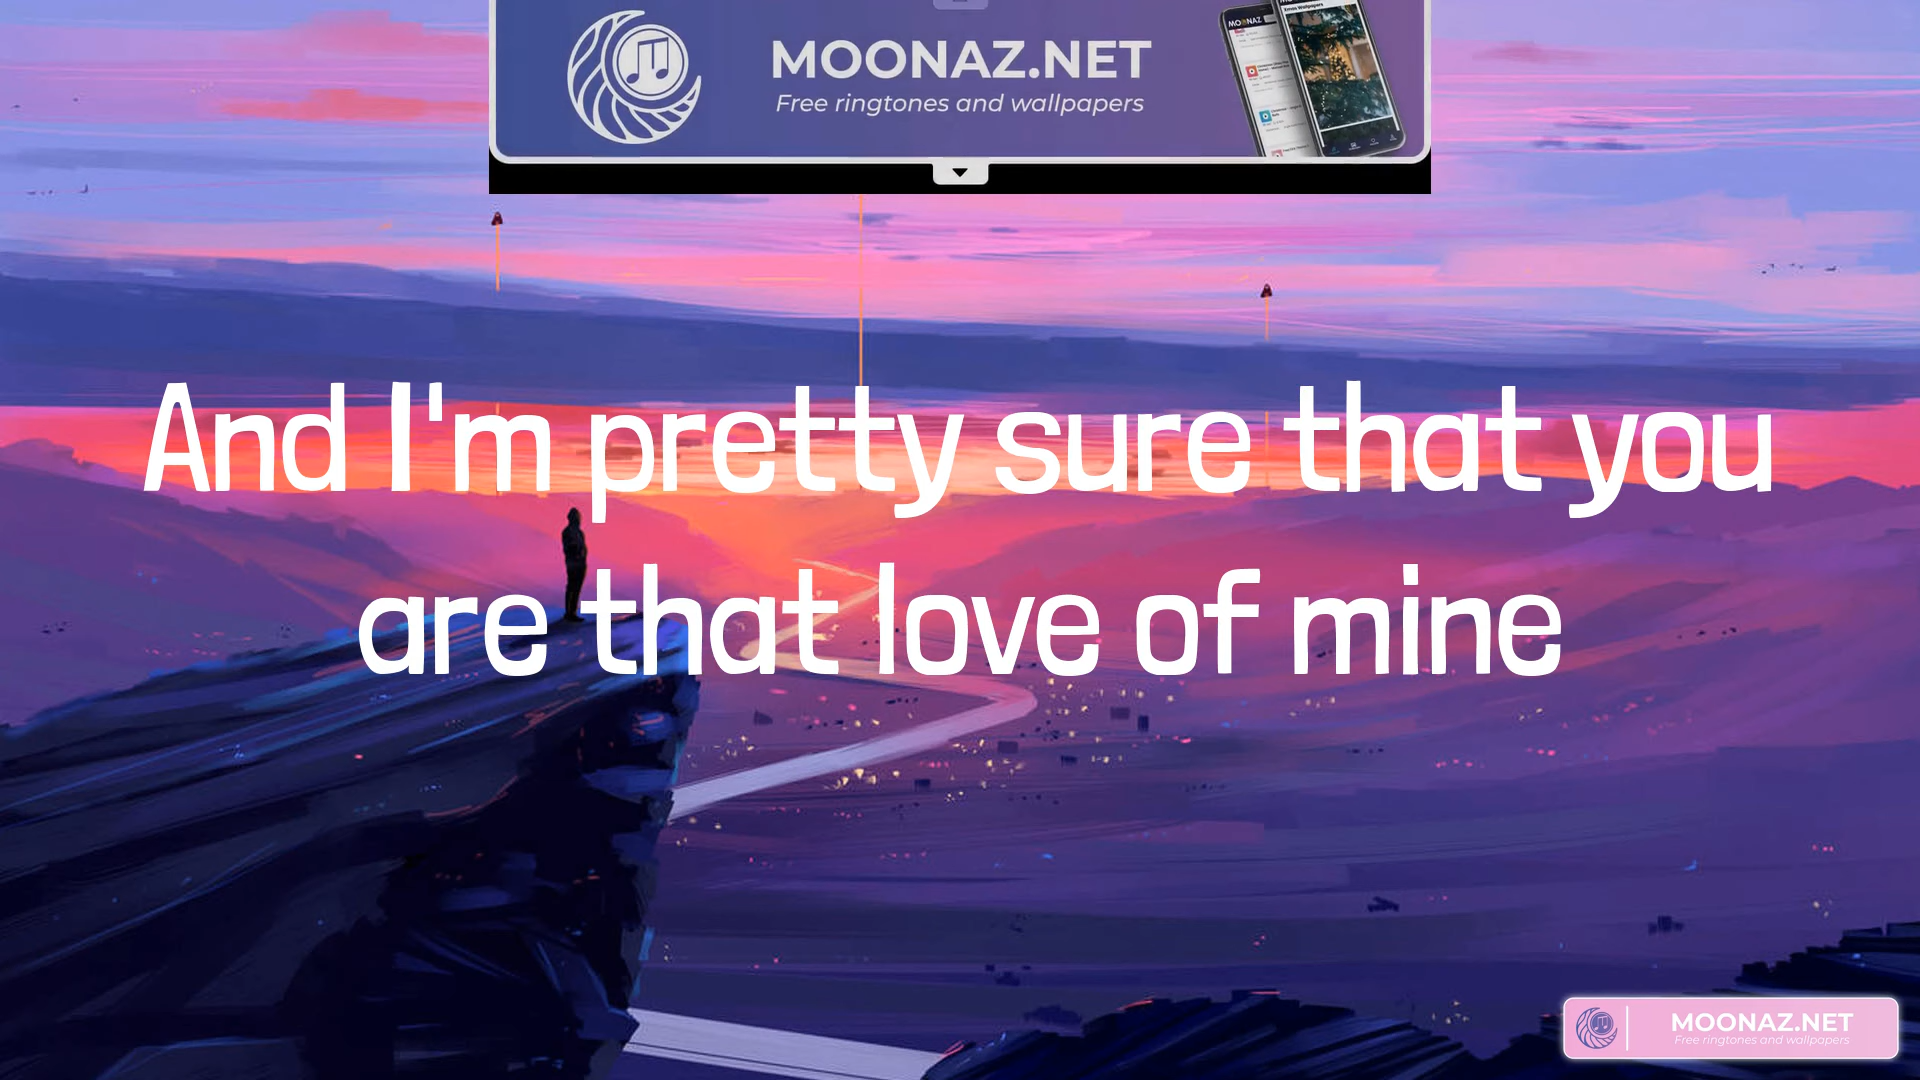 MOONAZ.NET
Free ringtones and wallpapers
And I'm pretty sure that you
are that love of mine
MOONAZ.NET
Free ringtones and wallpapers